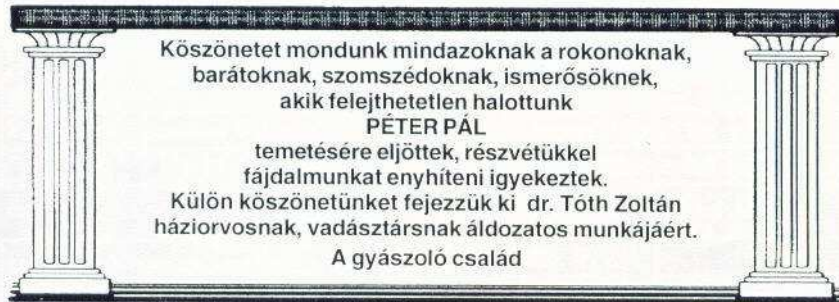 Köszönetet mondunk mindazoknak a rokonoknak,
barátoknak, szomszédoknak, ismerősöknek,
akik felejthetetlen halottunk
PÉTER PÁL
temetésére eljöttek, részvétükkel
fájdalmunkat enyhíteni igyekeztek.
Külön köszönetünket fejezzük ki dr. Tóth Zoltán
háziorvosnak, vadásztársnak áldozatos munkájáért.
A gyászoló család